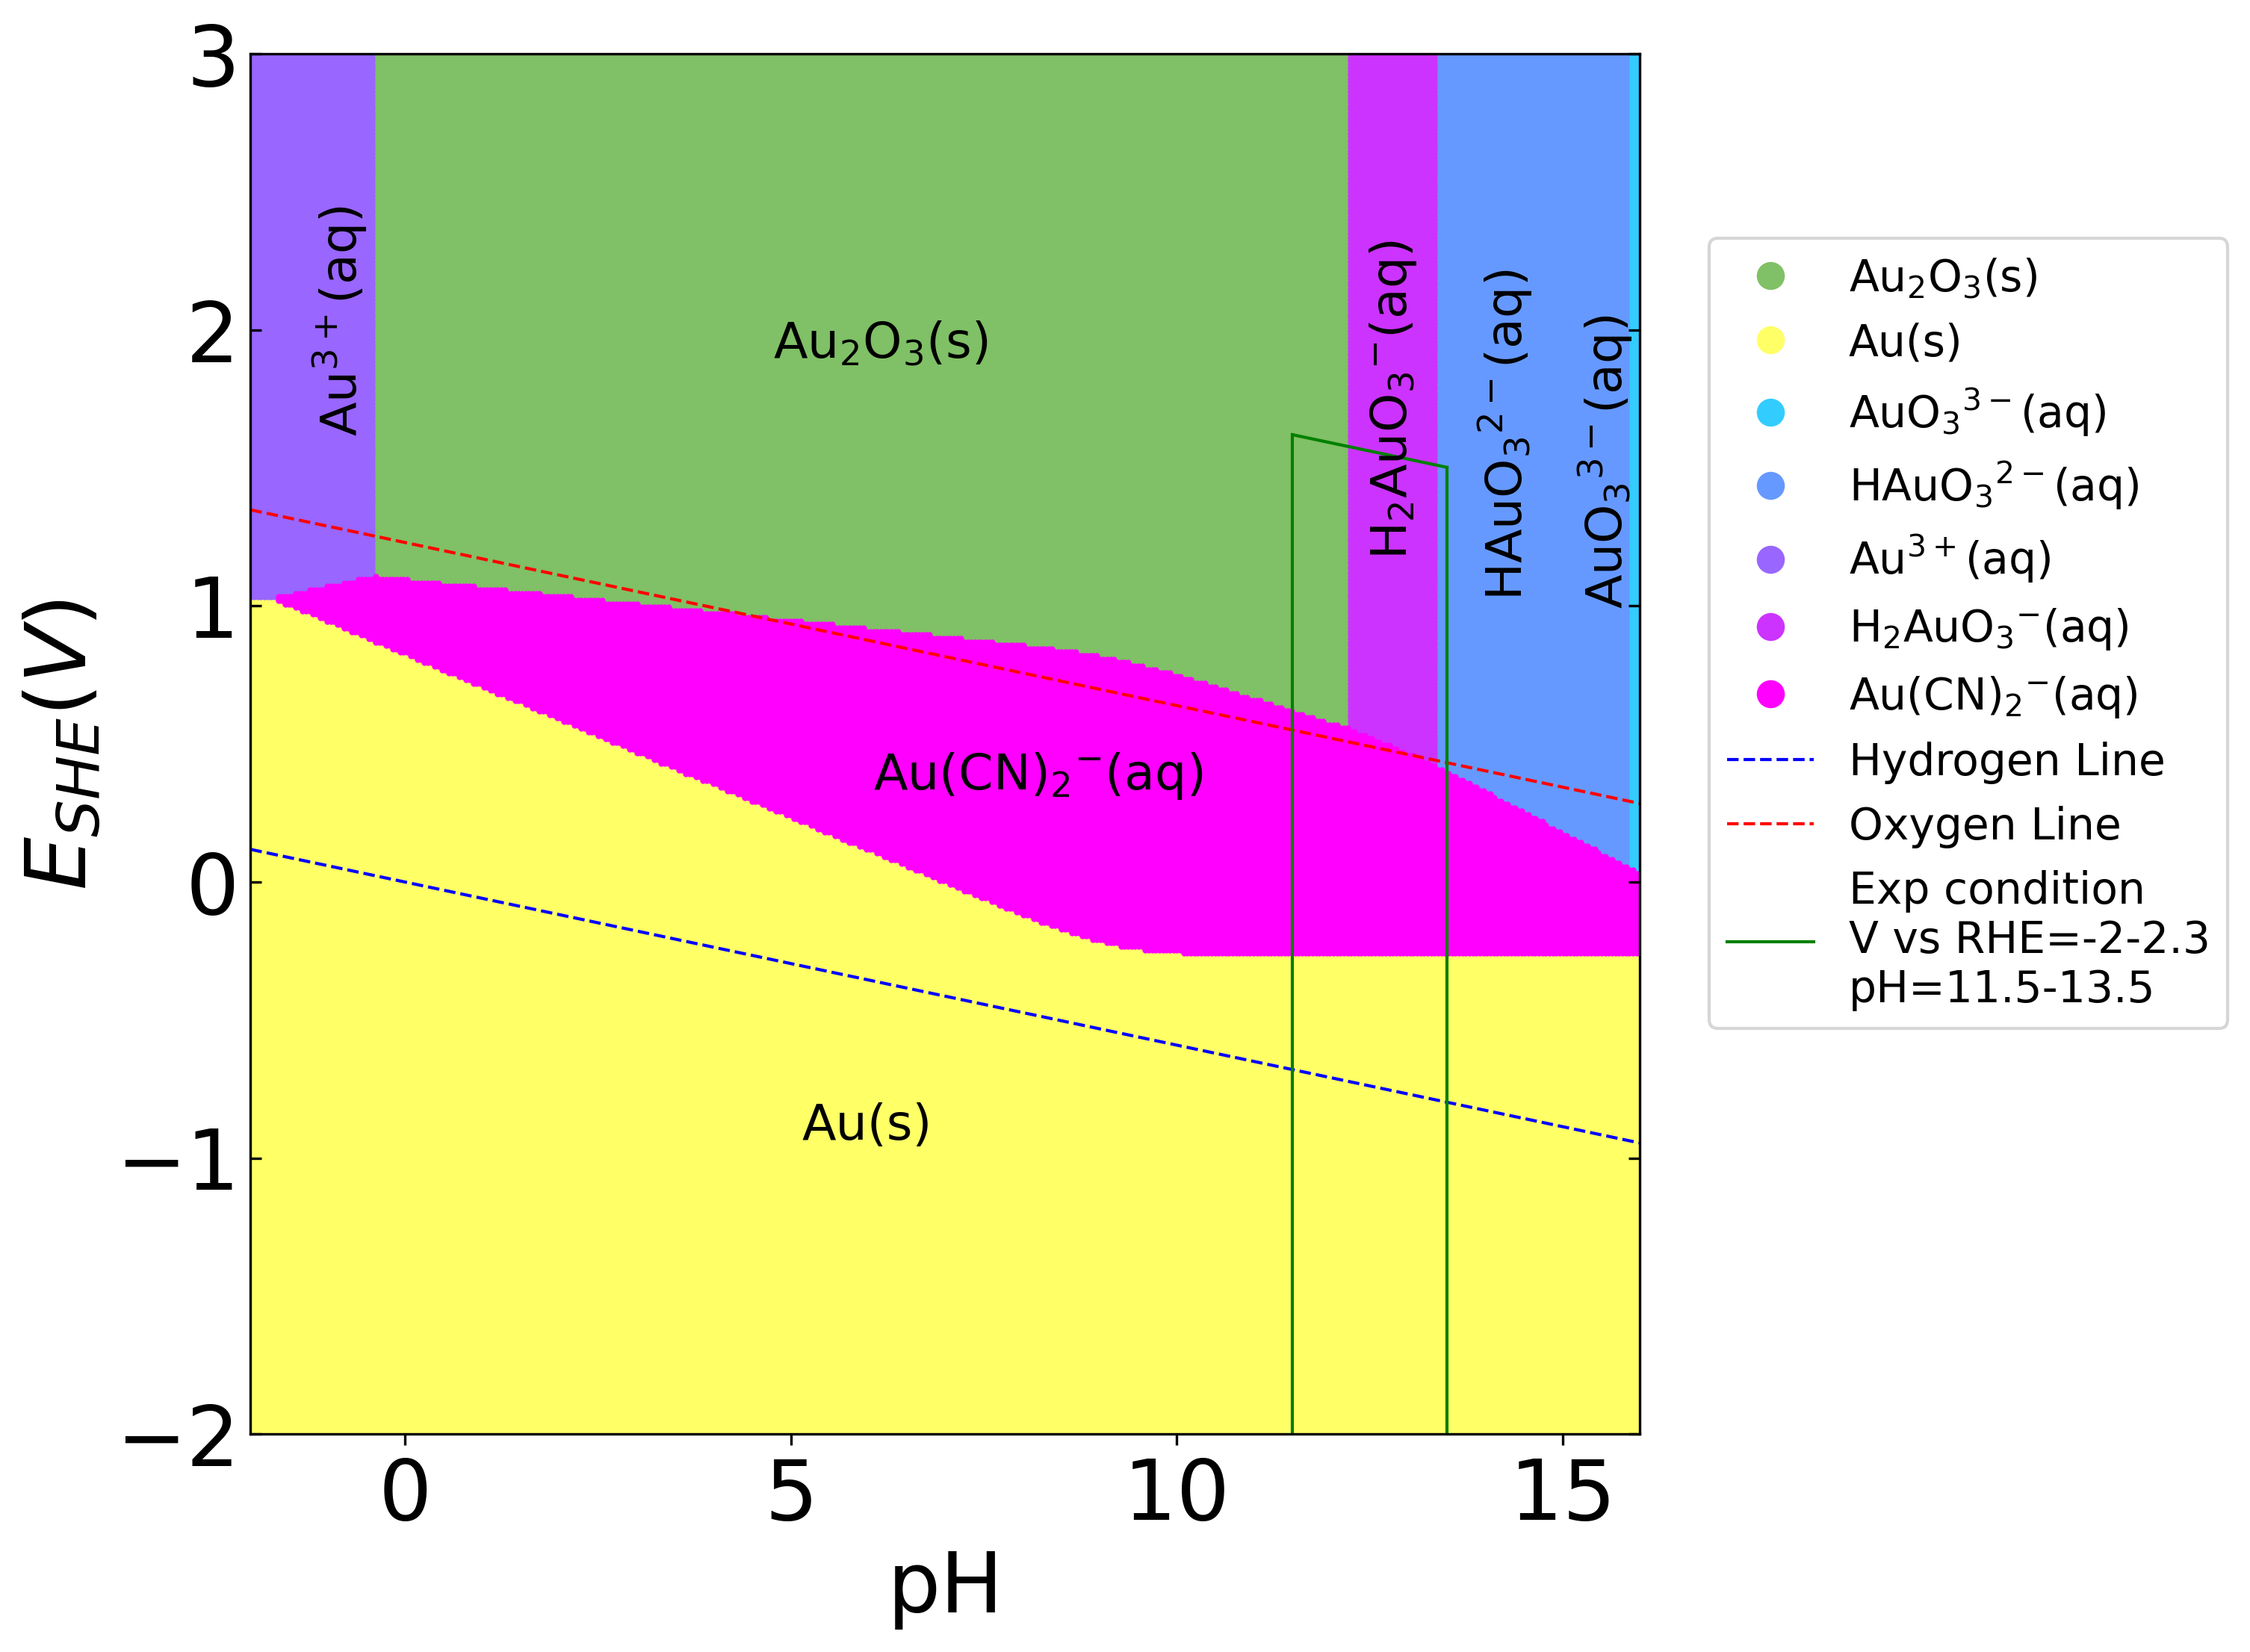 3
2
1
0
−1
−2
E_SHE(V)
0
5
10
15
pH
Au³⁺(aq)
Au₂O₃(s)
H₂AuO₃⁻(aq)
HAuO₃²⁻(aq)
AuO₃³⁻(aq)
Au(CN)₂⁻(aq)
Au(s)
Au₂O₃(s)
Au(s)
AuO₃³⁻(aq)
HAuO₃²⁻(aq)
Au³⁺(aq)
H₂AuO₃⁻(aq)
Au(CN)₂⁻(aq)
Hydrogen Line
Oxygen Line
Exp condition
V vs RHE=-2-2.3
pH=11.5-13.5